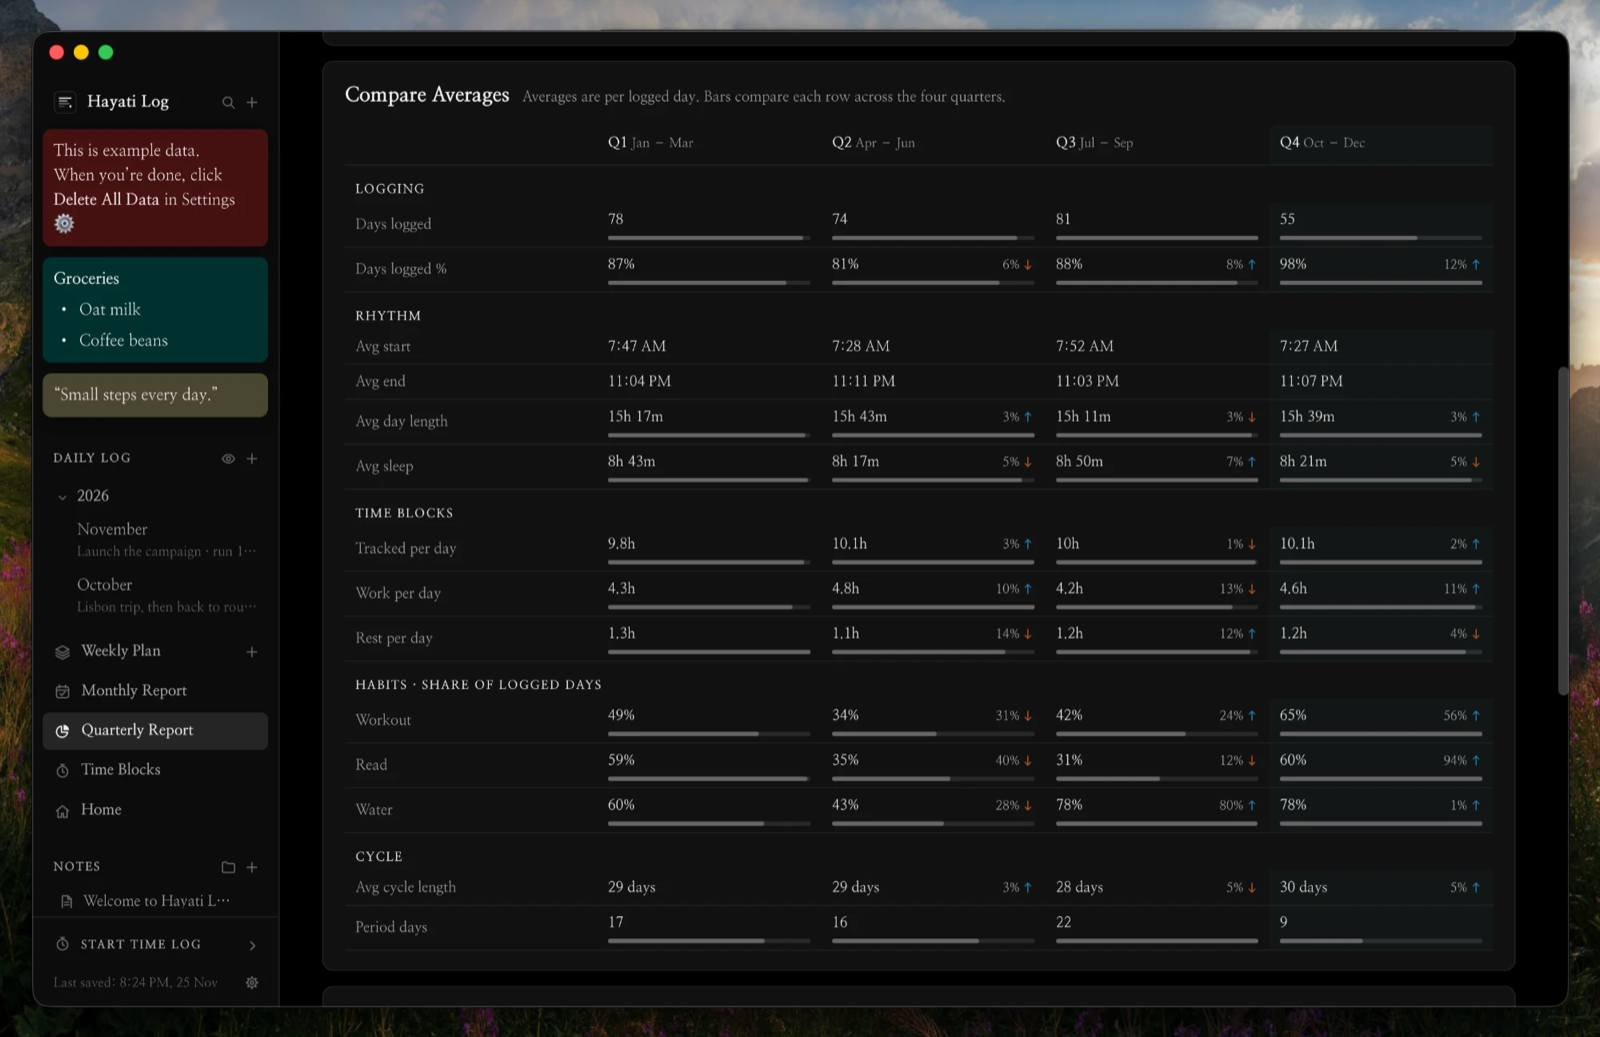 Hayati Log
This is example data.
When you're done, click
Delete All Data in Settings
Groceries
• Oat milk
• Coffee beans
“Small steps every day.”
DAILY LOG
2026
November
Launch the campaign · run 1···
October
Lisbon trip, then back to rou···
Weekly Plan
Monthly Report
Quarterly Report
Time Blocks
Home
NOTES
Welcome to Hayati L···
START TIME LOG
Last saved: 8:24 PM, 25 Nov
Compare Averages Averages are per logged day. Bars compare each row across the four quarters.
Q1 Jan – Mar Q2 Apr – Jun Q3 Jul – Sep Q4 Oct – Dec
LOGGING
Days logged 78 74 81 55
Days logged % 87% 81% 6% ↓ 88% 8% ↑ 98% 12% ↑
RHYTHM
Avg start 7:47 AM 7:28 AM 7:52 AM 7:27 AM
Avg end 11:04 PM 11:11 PM 11:03 PM 11:07 PM
Avg day length 15h 17m 15h 43m 3% ↑ 15h 11m 3% ↓ 15h 39m 3% ↑
Avg sleep 8h 43m 8h 17m 5% ↓ 8h 50m 7% ↑ 8h 21m 5% ↓
TIME BLOCKS
Tracked per day 9.8h 10.1h 3% ↑ 10h 1% ↓ 10.1h 2% ↑
Work per day 4.3h 4.8h 10% ↑ 4.2h 13% ↓ 4.6h 11% ↑
Rest per day 1.3h 1.1h 14% ↓ 1.2h 12% ↑ 1.2h 4% ↓
HABITS · SHARE OF LOGGED DAYS
Workout 49% 34% 31% ↓ 42% 24% ↑ 65% 56% ↑
Read 59% 35% 40% ↓ 31% 12% ↓ 60% 94% ↑
Water 60% 43% 28% ↓ 78% 80% ↑ 78% 1% ↑
CYCLE
Avg cycle length 29 days 29 days 3% ↑ 28 days 5% ↓ 30 days 5% ↑
Period days 17 16 22 9